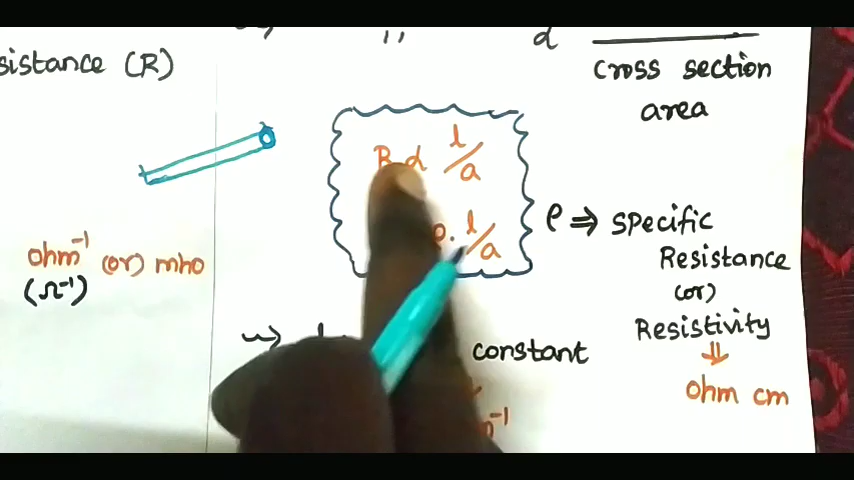 sistance (R)
α
cross section
area
R α l/a
ρ. l/a
ρ ⇒ specific
Resistance
(or)
Resistivity
⇓
ohm cm
ohm⁻¹ (or) mho
(Ω⁻¹)
constant